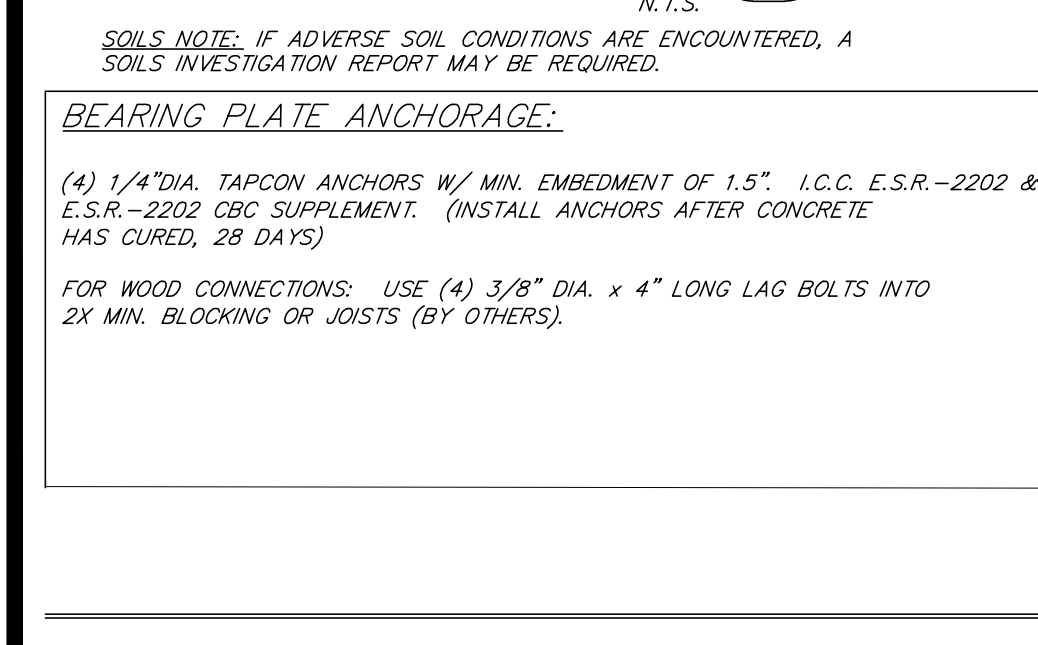 N.T.S.
SOILS NOTE: IF ADVERSE SOIL CONDITIONS ARE ENCOUNTERED, A
SOILS INVESTIGATION REPORT MAY BE REQUIRED.
BEARING PLATE ANCHORAGE:
(4) 1/4"DIA. TAPCON ANCHORS W/ MIN. EMBEDMENT OF 1.5". I.C.C. E.S.R.-2202 &
E.S.R.-2202 CBC SUPPLEMENT. (INSTALL ANCHORS AFTER CONCRETE
HAS CURED, 28 DAYS)
FOR WOOD CONNECTIONS: USE (4) 3/8" DIA. x 4" LONG LAG BOLTS INTO
2X MIN. BLOCKING OR JOISTS (BY OTHERS).